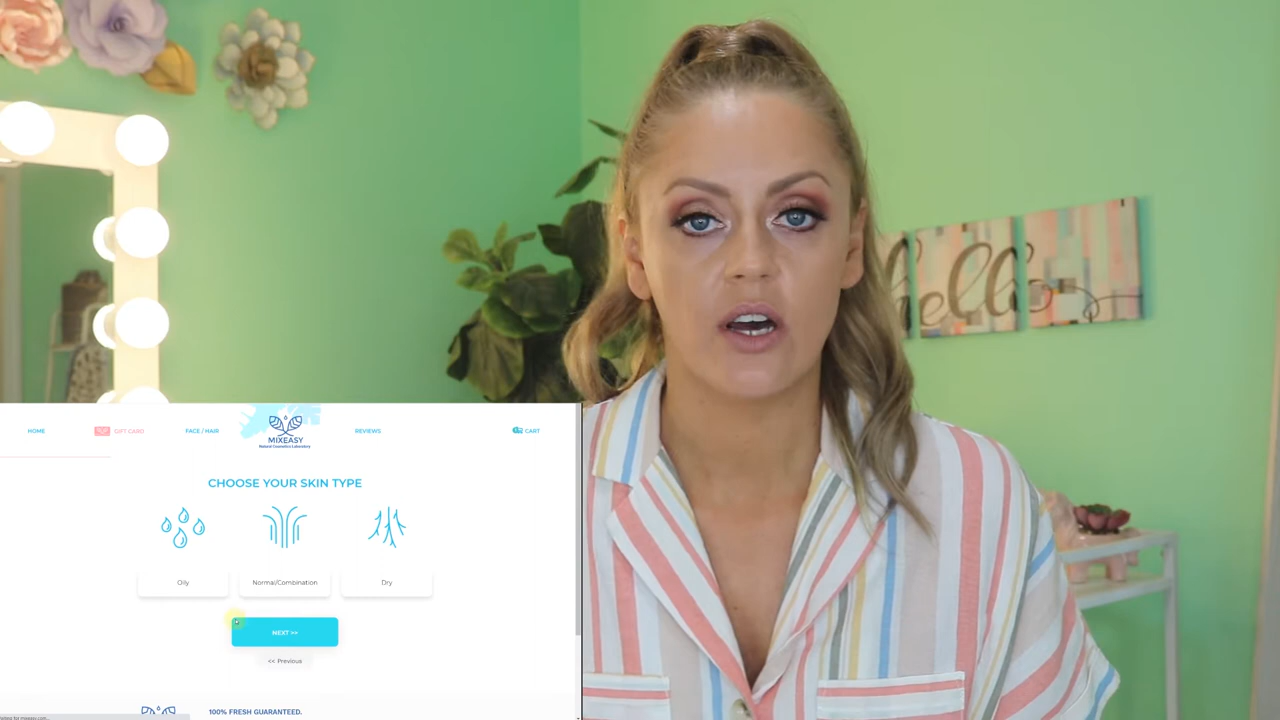 hello
HOME
GIFT CARD
FACE / HAIR
MIXEASY
Natural Cosmetics Laboratory
REVIEWS
CART
CHOOSE YOUR SKIN TYPE
Oily
Normal/Combination
Dry
NEXT >>
<< Previous
100% FRESH GUARANTEED.